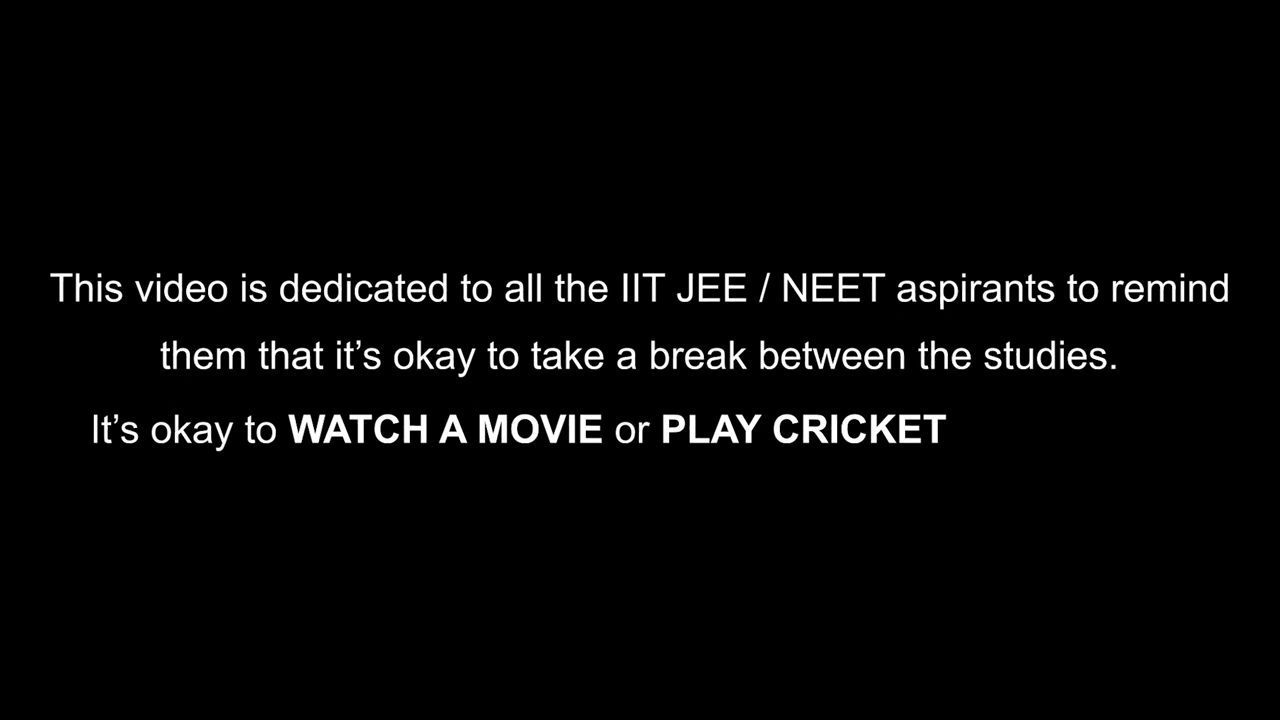 This video is dedicated to all the IIT JEE / NEET aspirants to remind
them that it’s okay to take a break between the studies.
It’s okay to WATCH A MOVIE or PLAY CRICKET